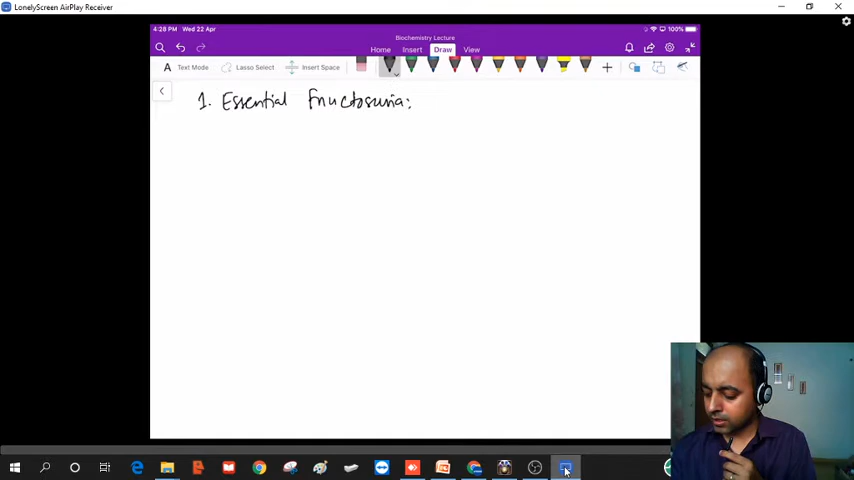 LonelyScreen AirPlay Receiver
4:28 PM Wed 22 Apr
100%
Biochemistry Lecture
Home Insert Draw View
A Text Mode Lasso Select Insert Space
1. Essential Fructosuria: